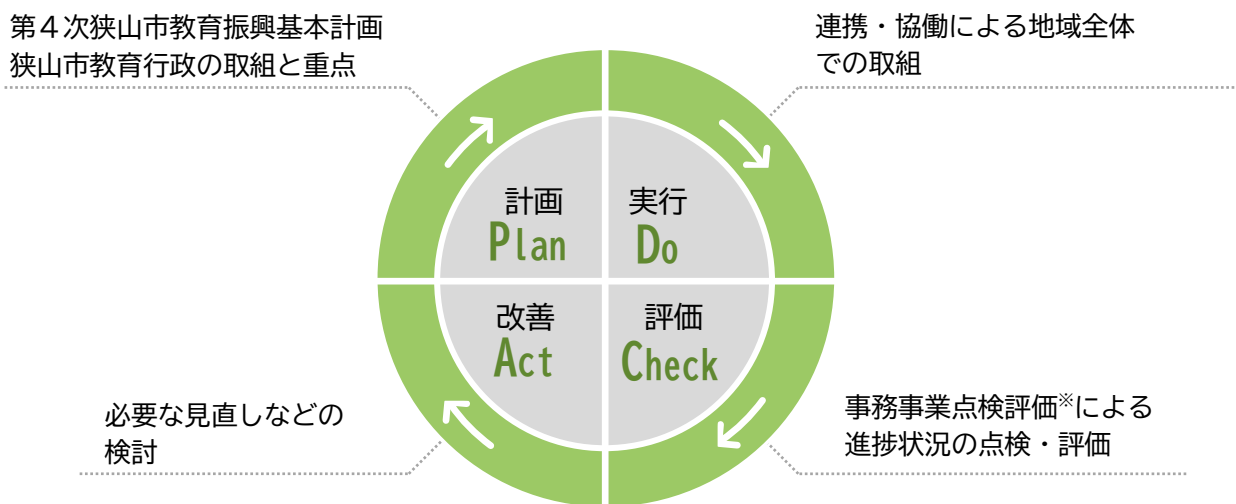 第４次狭山市教育振興基本計画
狭山市教育行政の取組と重点
連携・協働による地域全体
での取組
計画
Plan
実行
Do
改善
Act
評価
Check
必要な見直しなどの
検討
事務事業点検評価※による
進捗状況の点検・評価